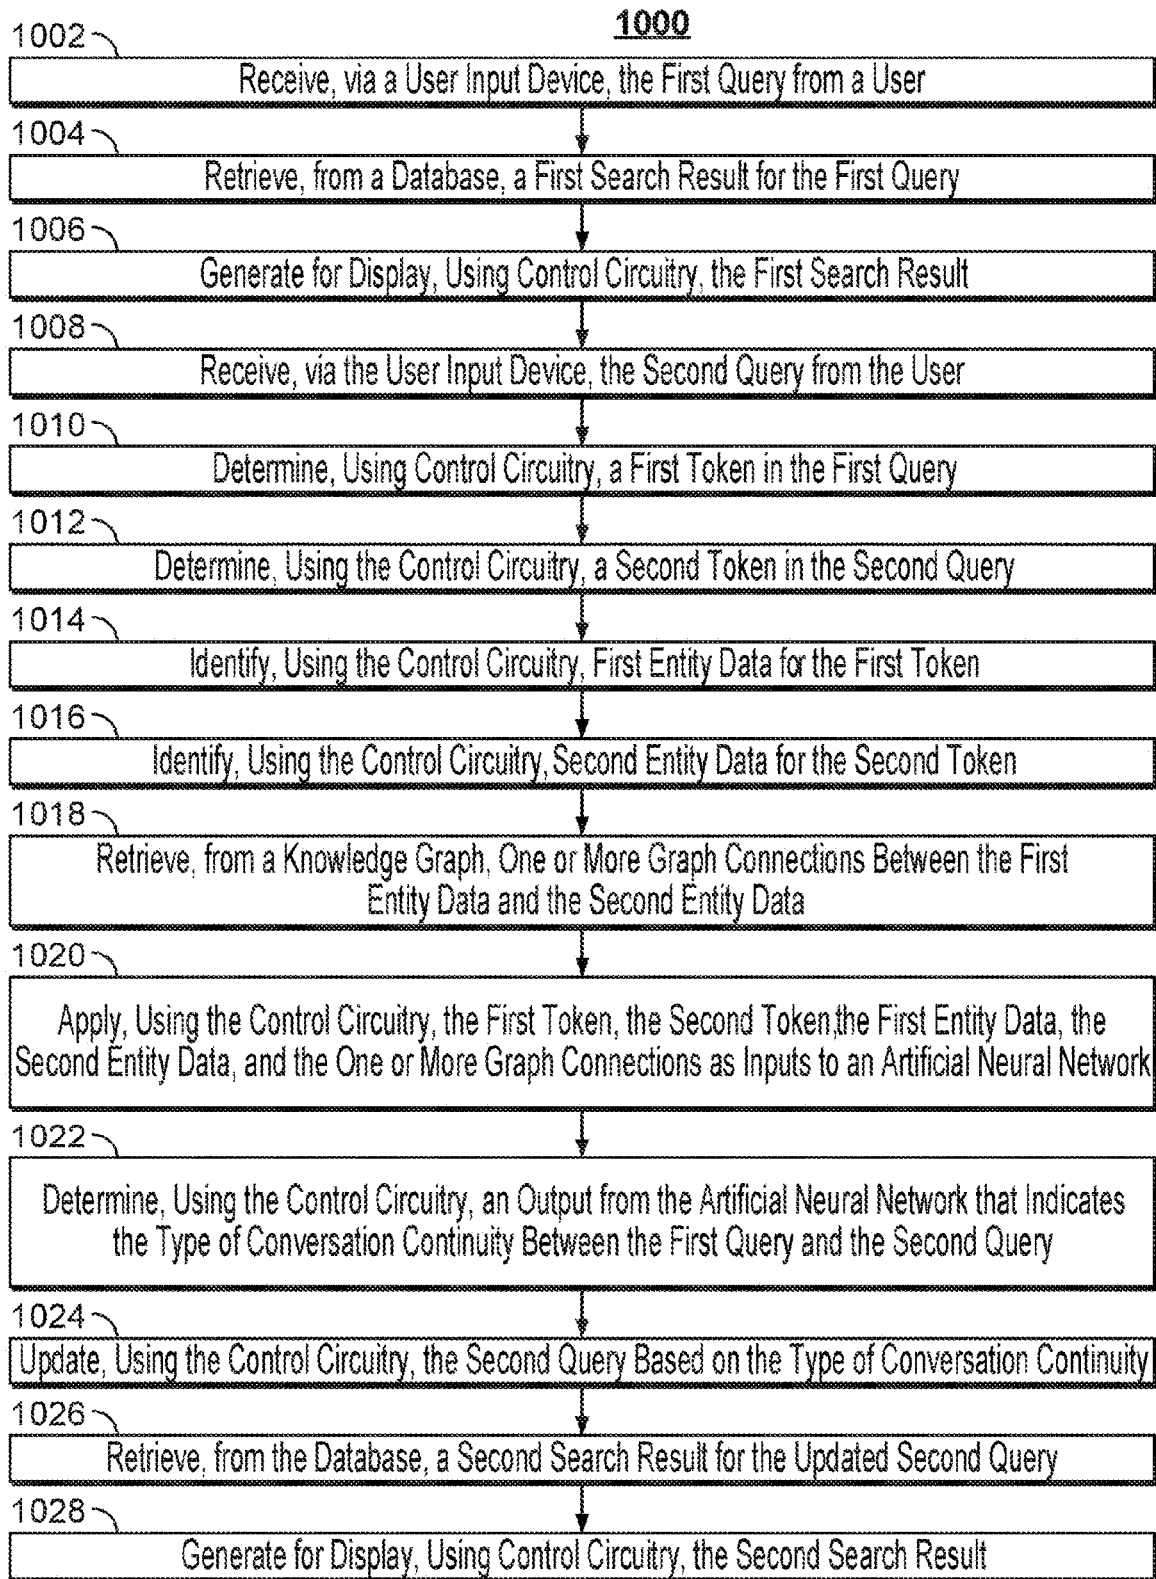 1000
1002
Receive, via a User Input Device, the First Query from a User
1004
Retrieve, from a Database, a First Search Result for the First Query
1006
Generate for Display, Using Control Circuitry, the First Search Result
1008
Receive, via the User Input Device, the Second Query from the User
1010
Determine, Using Control Circuitry, a First Token in the First Query
1012
Determine, Using the Control Circuitry, a Second Token in the Second Query
1014
Identify, Using the Control Circuitry, First Entity Data for the First Token
1016
Identify, Using the Control Circuitry, Second Entity Data for the Second Token
1018
Retrieve, from a Knowledge Graph, One or More Graph Connections Between the First
Entity Data and the Second Entity Data
1020
Apply, Using the Control Circuitry, the First Token, the Second Token,the First Entity Data, the
Second Entity Data, and the One or More Graph Connections as Inputs to an Artificial Neural Network
1022
Determine, Using the Control Circuitry, an Output from the Artificial Neural Network that Indicates
the Type of Conversation Continuity Between the First Query and the Second Query
1024
Update, Using the Control Circuitry, the Second Query Based on the Type of Conversation Continuity
1026
Retrieve, from the Database, a Second Search Result for the Updated Second Query
1028
Generate for Display, Using Control Circuitry, the Second Search Result